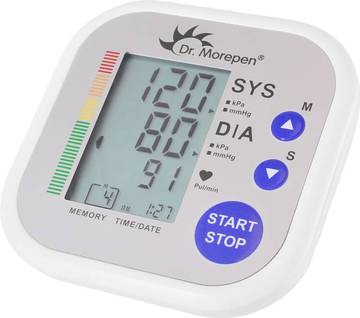 Dr. Morepen®
120 SYS
M
kPa
mmHg
80 DIA
kPa
mmHg
S
91
Pul/min
M
4
1:27
START
STOP
MEMORY TIME/DATE